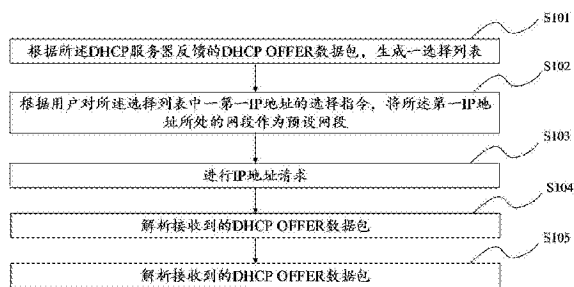 S101
根据所述DHCP服务器反馈的DHCP OFFER数据包，生成一选择列表
S102
根据用户对所述选择列表中一第一IP地址的选择指令，将所述第一IP地
址所处的网段作为预设网段
S103
进行IP地址请求
S104
解析接收到的DHCP OFFER数据包
S105
解析接收到的DHCP OFFER数据包